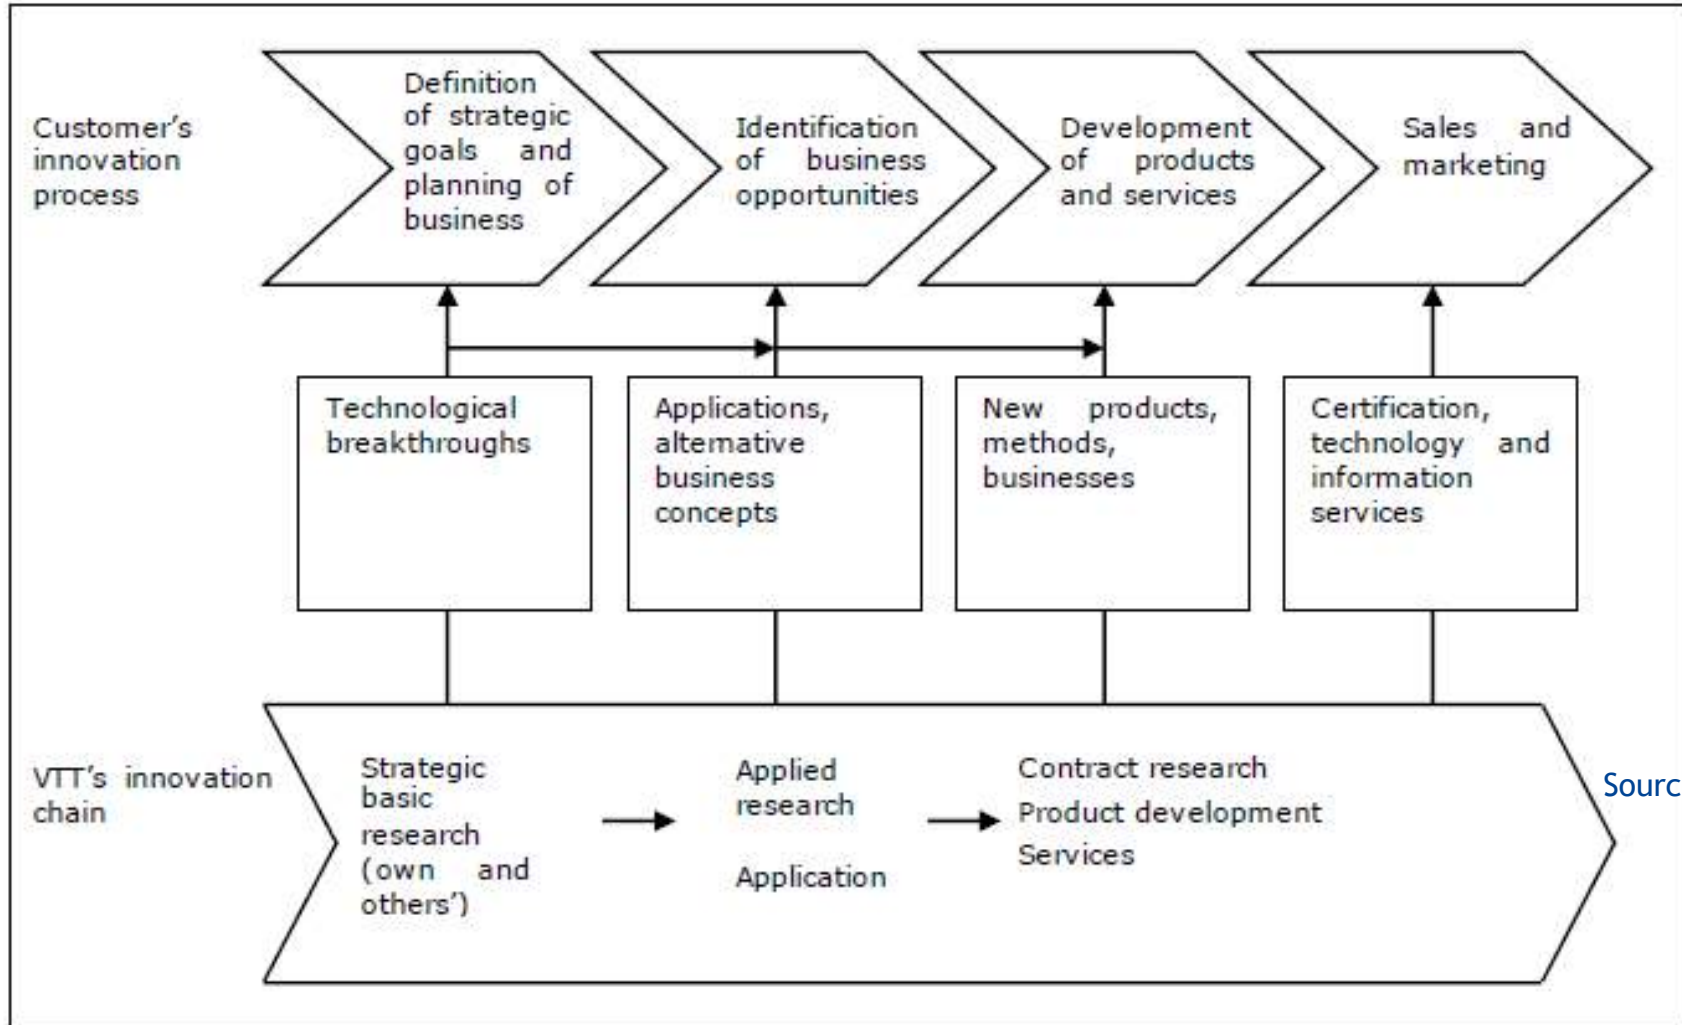 Customer's
innovation
process
Definition
of strategic
goals and
planning of
business
Identification
of business
opportunities
Development
of products
and services
Sales and
marketing
Technological
breakthroughs
Applications,
alternative
business
concepts
New products,
methods,
businesses
Certification,
technology and
information
services
VTT's innovation
chain
Strategic
basic
research
(own and
others')
Applied
research
Application
Contract research
Product development
Services
Sourc